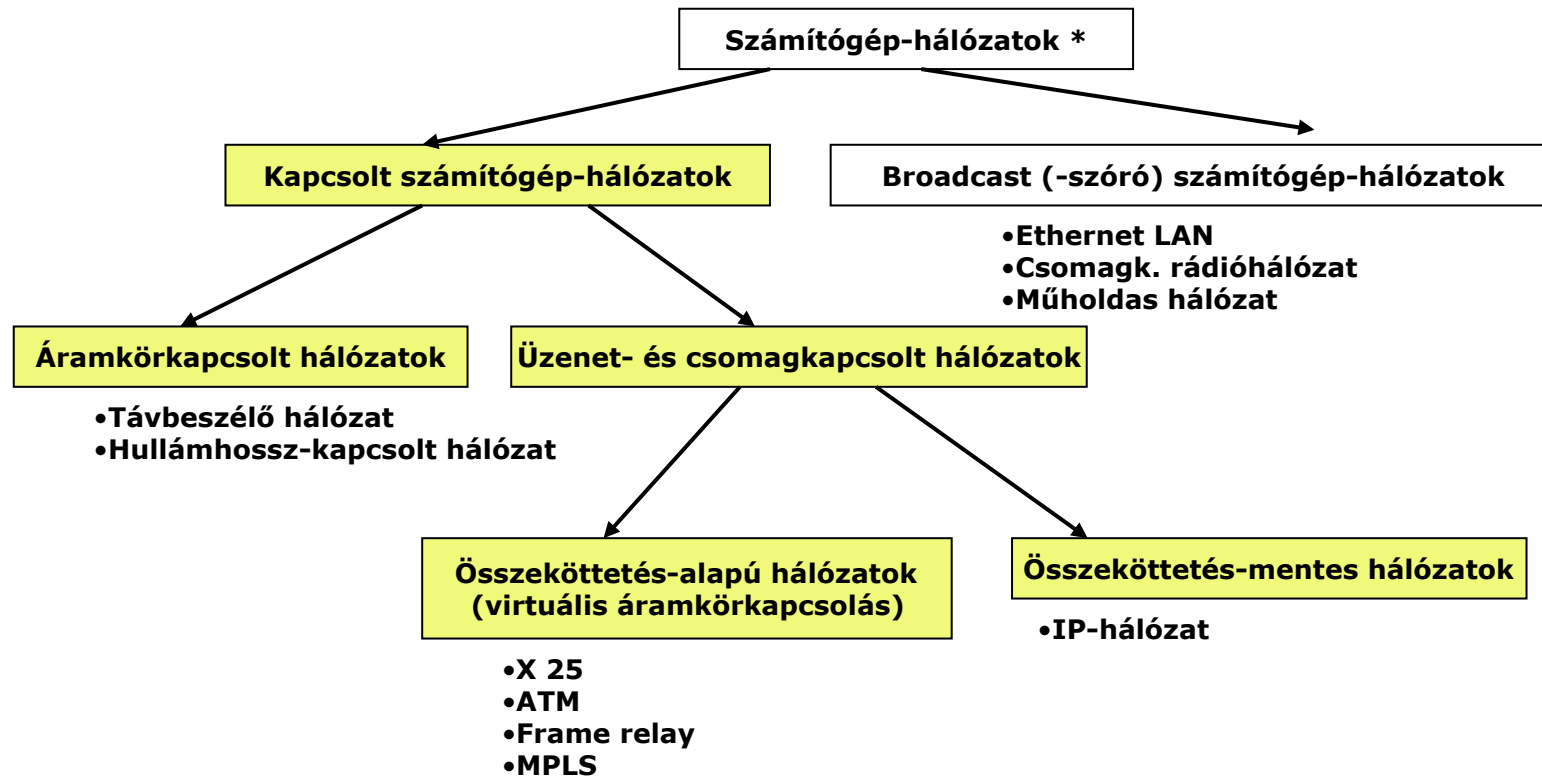 Számítógép-hálózatok *
Kapcsolt számítógép-hálózatok
Broadcast (-szóró) számítógép-hálózatok
•Ethernet LAN
•Csomagk. rádióhálózat
•Műholdas hálózat
Áramkörkapcsolt hálózatok
Üzenet- és csomagkapcsolt hálózatok
•Távbeszélő hálózat
•Hullámhossz-kapcsolt hálózat
Összeköttetés-alapú hálózatok
(virtuális áramkörkapcsolás)
Összeköttetés-mentes hálózatok
•IP-hálózat
•X 25
•ATM
•Frame relay
•MPLS